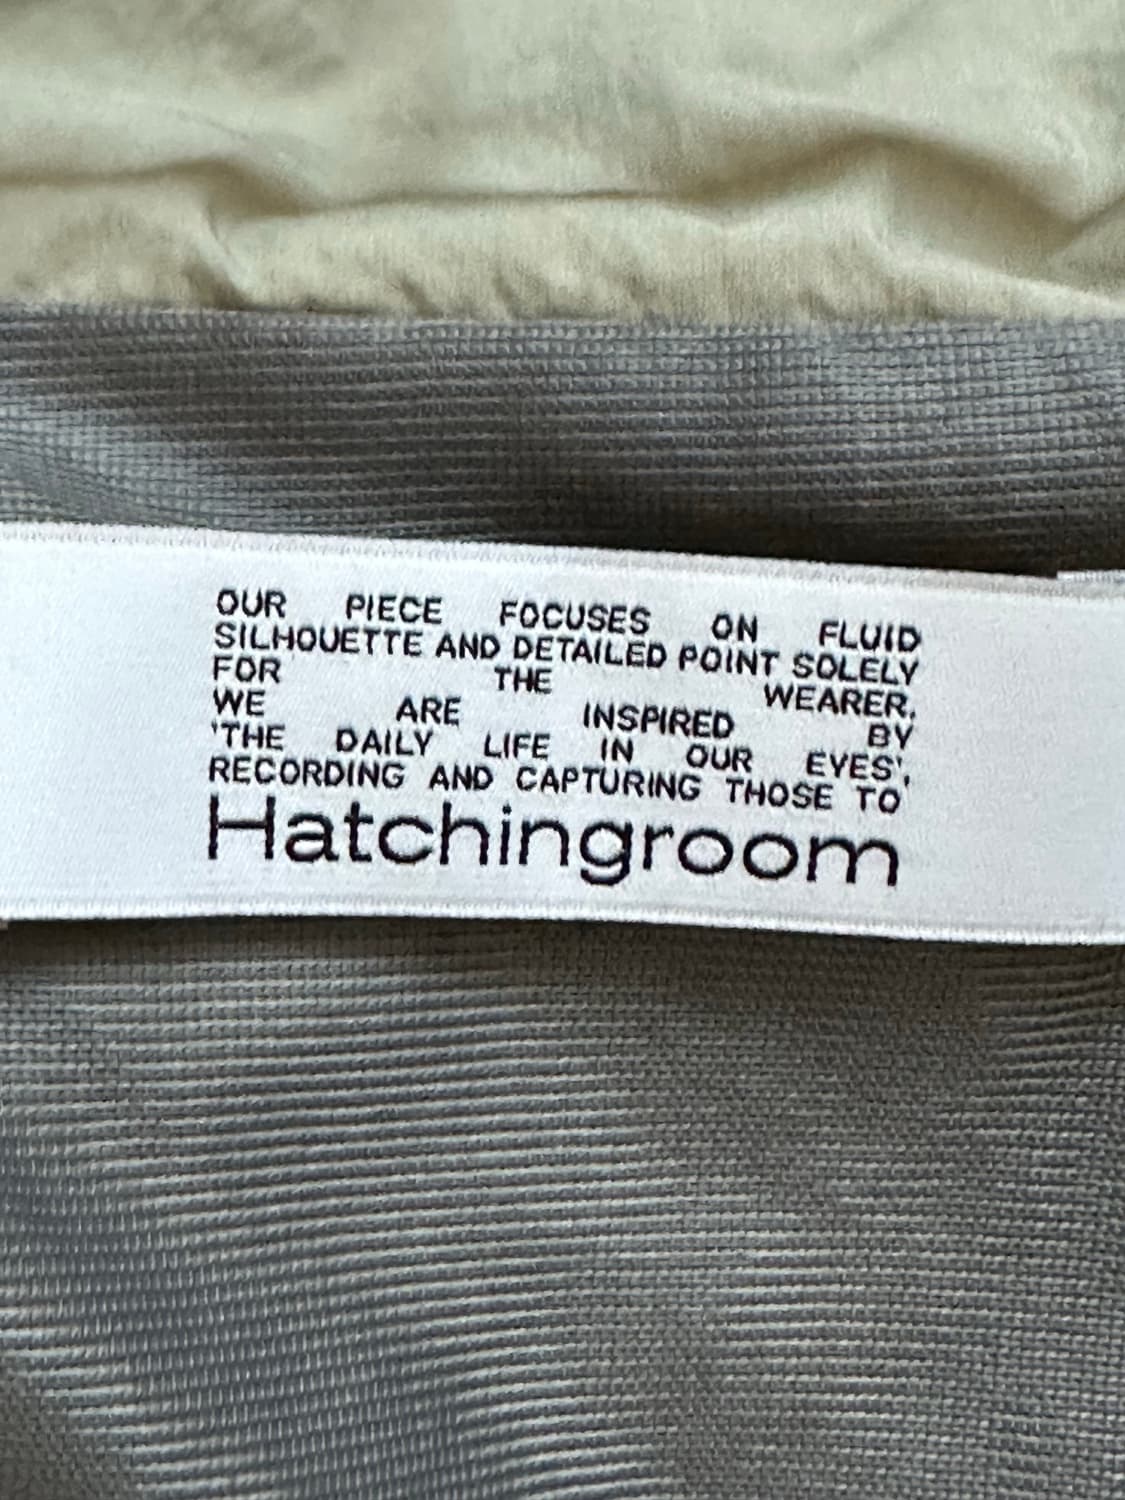 OUR PIECE FOCUSES ON FLUID
SILHOUETTE AND DETAILED POINT SOLELY
FOR THE WEARER.
WE ARE INSPIRED BY
'THE DAILY LIFE IN OUR EYES',
RECORDING AND CAPTURING THOSE TO'
Hatchingroom